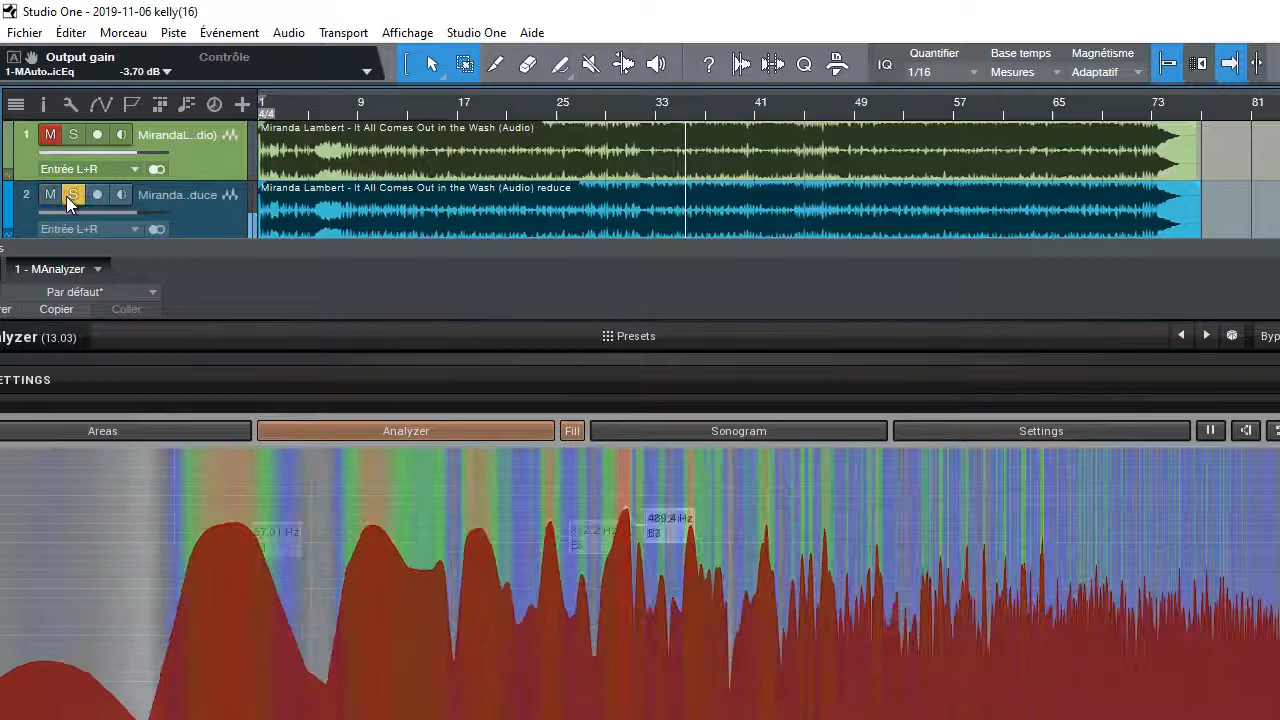 Studio One - 2019-11-06 kelly(16)
Fichier Éditer Morceau Piste Événement Audio Transport Affichage Studio One Aide
A Output gain Contrôle
1-MAuto..icEq -3.70 dB
? Q IQ
Quantifier Base temps Magnétisme
1/16 Mesures Adaptatif
1 9 17 25 33 41 49 57 65 73 81
4/4
1 M S MirandaL...dio)
Miranda Lambert - It All Comes Out in the Wash (Audio)
Entrée L+R
2 M S Miranda..duce
Miranda Lambert - It All Comes Out in the Wash (Audio) reduce
Entrée L+R
s
1 - MAnalyzer
Par défaut*
rer Copier Coller
lyzer (13.03) Presets Byp
ETTINGS
Areas Analyzer Fill Sonogram Settings